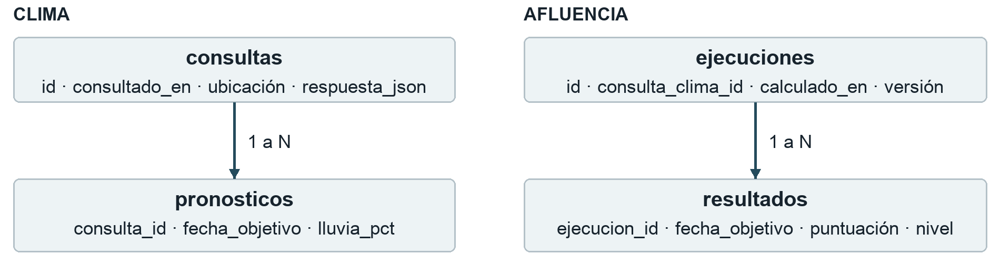 CLIMA
consultas
id · consultado_en · ubicación · respuesta_json
1 a N
pronosticos
consulta_id · fecha_objetivo · lluvia_pct
AFLUENCIA
ejecuciones
id · consulta_clima_id · calculado_en · versión
1 a N
resultados
ejecucion_id · fecha_objetivo · puntuación · nivel